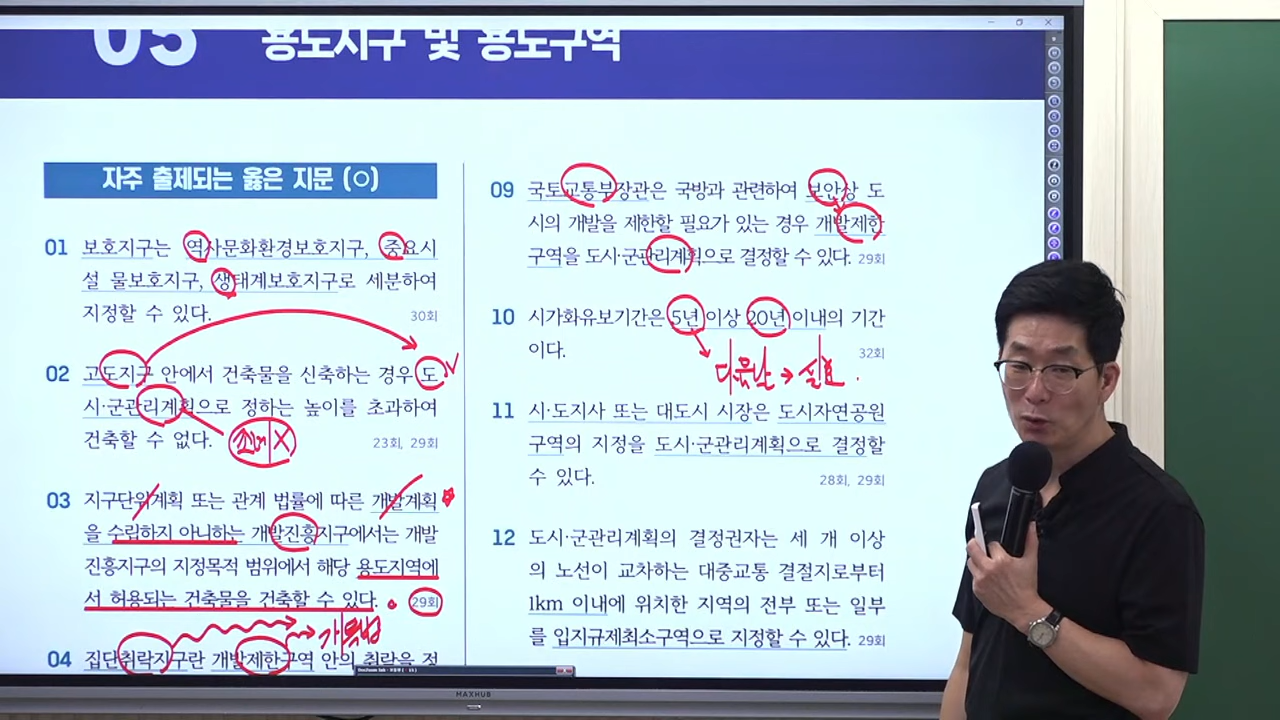 05 용도지구 및 용도구역
자주 출제되는 옳은 지문 (○)
01 보호지구는 역사문화환경보호지구, 중요시
설 물보호지구, 생태계보호지구로 세분하여
지정할 수 있다. 30회
02 고도지구 안에서 건축물을 신축하는 경우 도
시·군관리계획으로 정하는 높이를 초과하여
건축할 수 없다. 23회, 29회
조례 X
03 지구단위계획 또는 관계 법률에 따른 개발계획
을 수립하지 아니하는 개발진흥지구에서는 개발
진흥지구의 지정목적 범위에서 해당 용도지역에
서 허용되는 건축물을 건축할 수 있다. 29회
04 집단취락지구란 개발제한구역 안의 취락을 정
09 국토교통부장관은 국방과 관련하여 보안상 도
시의 개발을 제한할 필요가 있는 경우 개발제한
구역을 도시·군관리계획으로 결정할 수 있다. 29회
10 시가화유보기간은 5년 이상 20년 이내의 기간
이다. 32회
다음날 → 실효.
11 시·도지사 또는 대도시 시장은 도시자연공원
구역의 지정을 도시·군관리계획으로 결정할
수 있다. 28회, 29회
12 도시·군관리계획의 결정권자는 세 개 이상
의 노선이 교차하는 대중교통 결절지로부터
1km 이내에 위치한 지역의 전부 또는 일부
를 입지규제최소구역으로 지정할 수 있다. 29회
MAXHUB